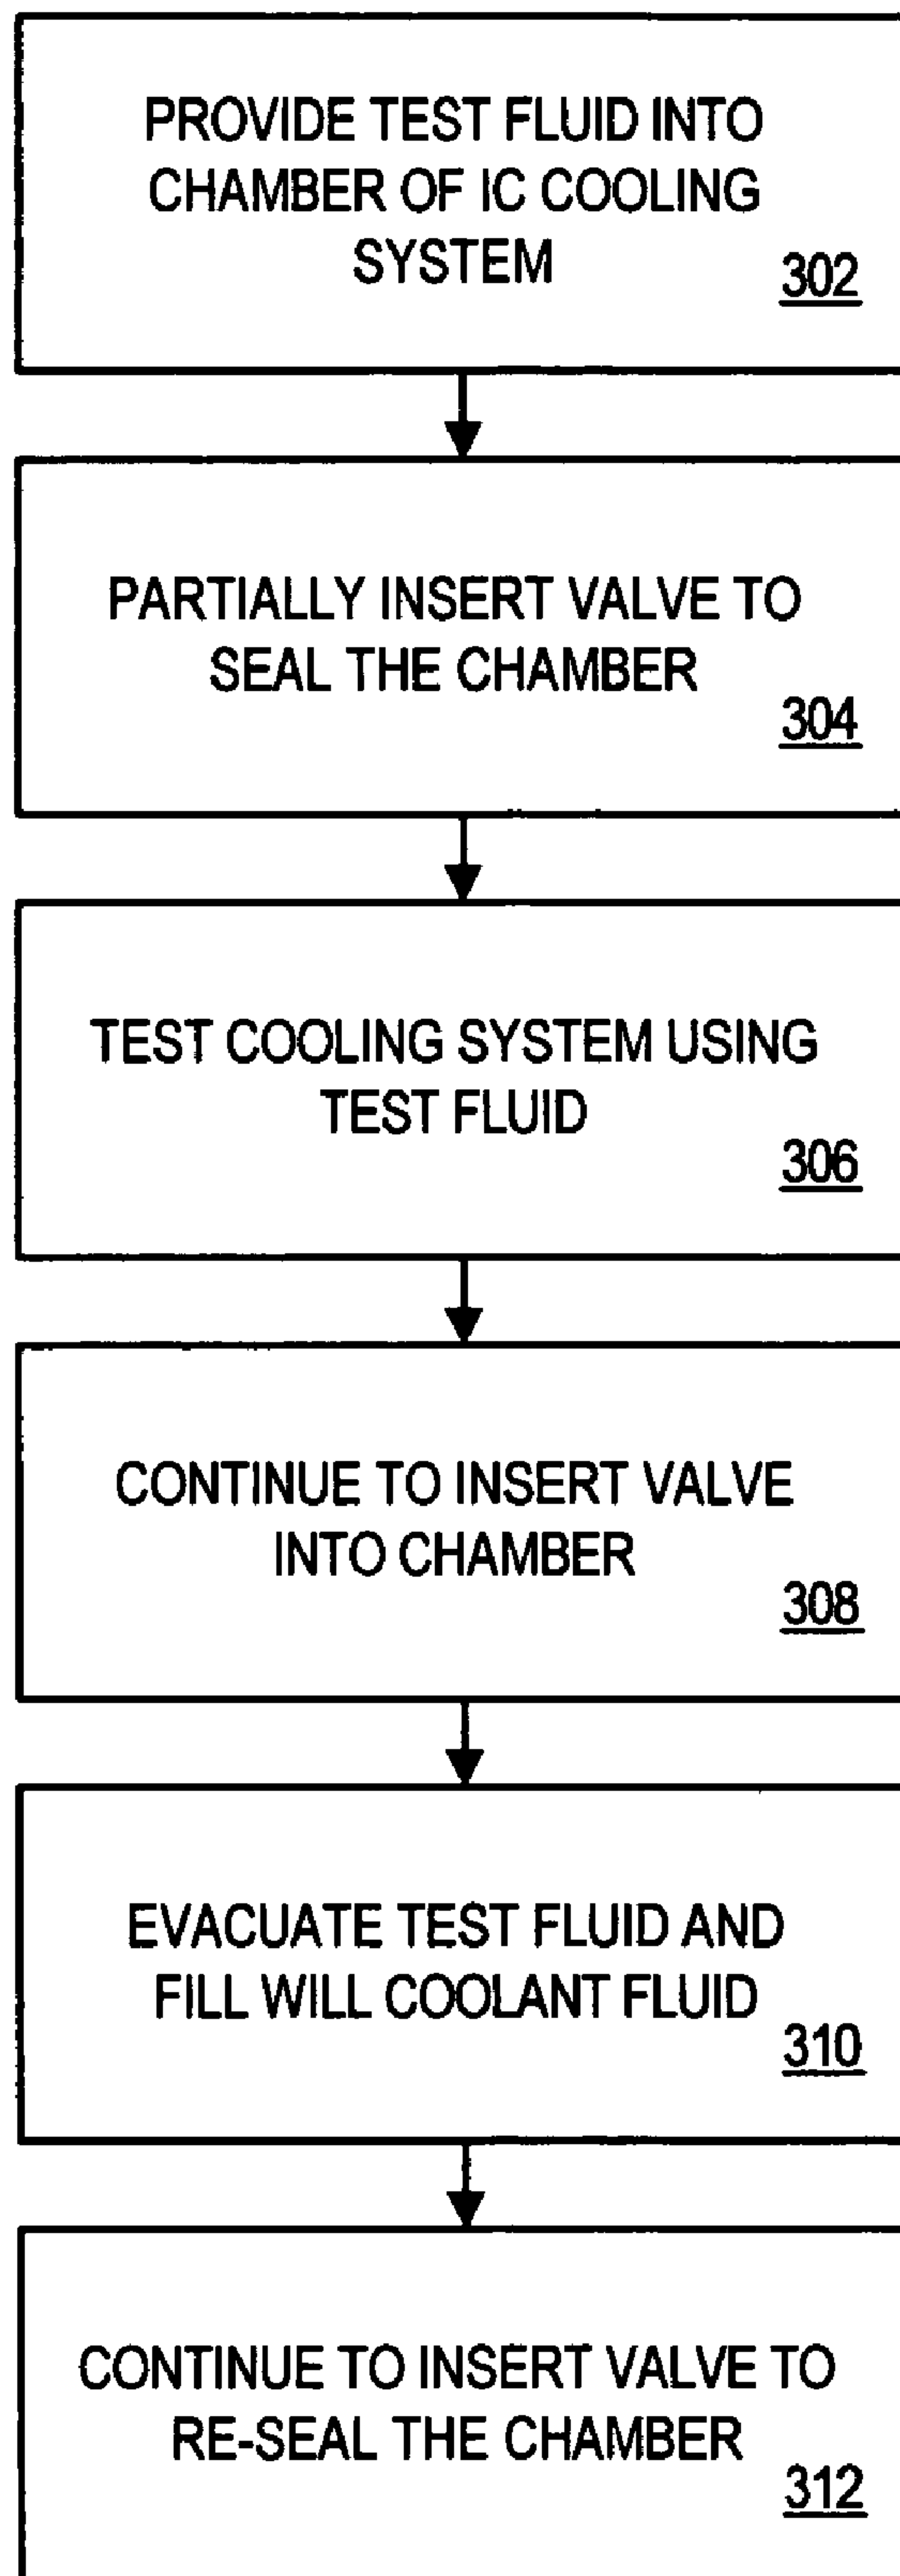 PROVIDE TEST FLUID INTO
CHAMBER OF IC COOLING
SYSTEM
302
PARTIALLY INSERT VALVE TO
SEAL THE CHAMBER
304
TEST COOLING SYSTEM USING
TEST FLUID
306
CONTINUE TO INSERT VALVE
INTO CHAMBER
308
EVACUATE TEST FLUID AND
FILL WILL COOLANT FLUID
310
CONTINUE TO INSERT VALVE TO
RE-SEAL THE CHAMBER
312